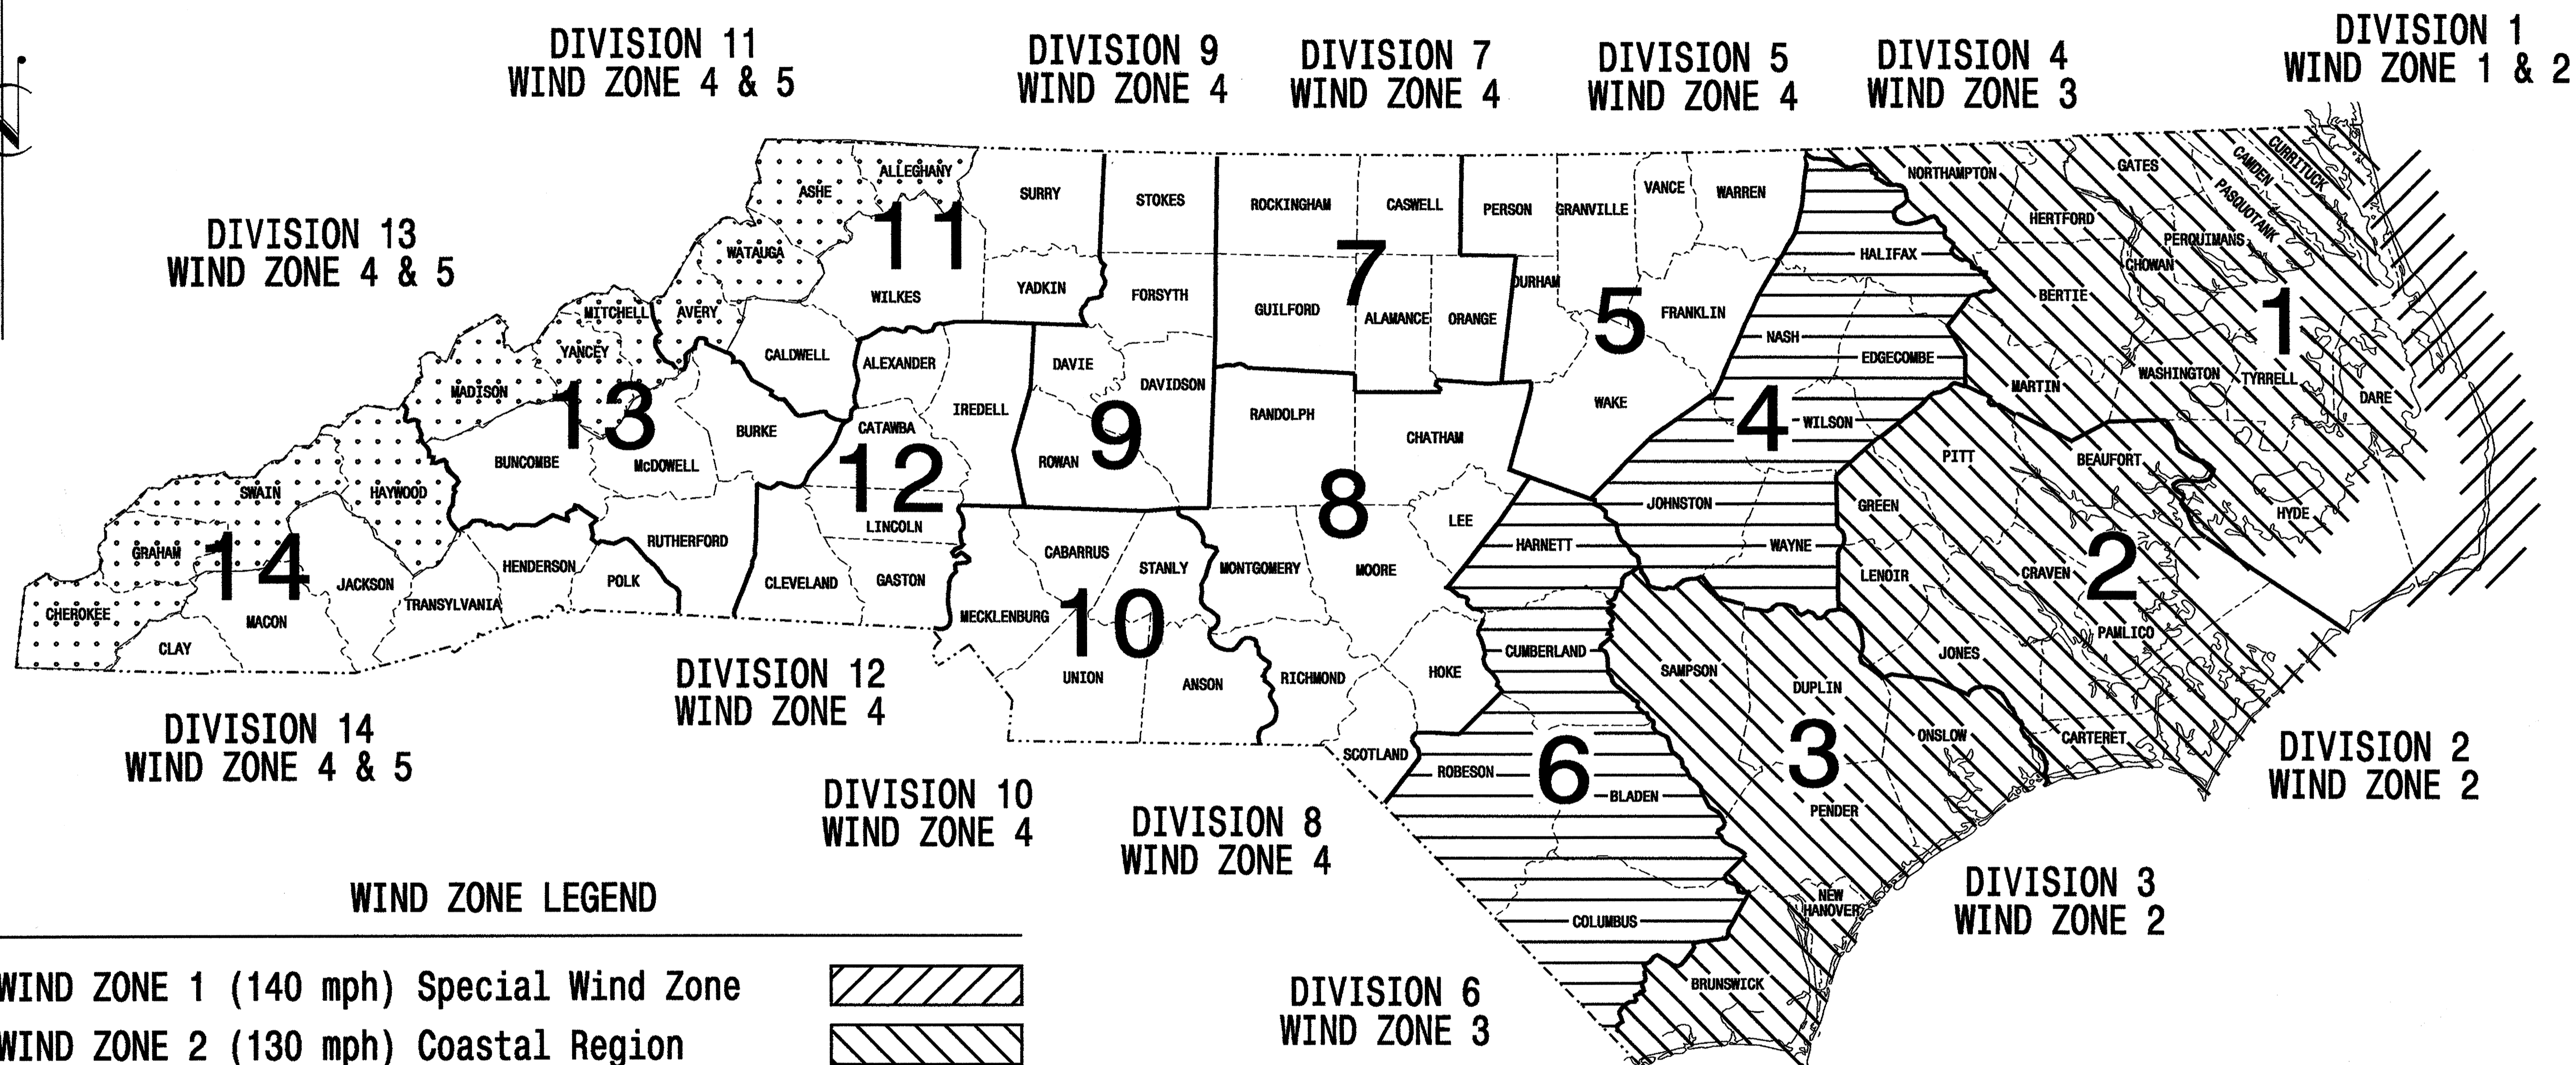 DIVISION 11
WIND ZONE 4 & 5
DIVISION 9
WIND ZONE 4
DIVISION 7
WIND ZONE 4
DIVISION 5
WIND ZONE 4
DIVISION 4
WIND ZONE 3
DIVISION 1
WIND ZONE 1 & 2
DIVISION 13
WIND ZONE 4 & 5
N
ASHE
ALLEGHANY
SURRY
STOKES
ROCKINGHAM
CASWELL
PERSON
GRANVILLE
VANCE
WARREN
NORTHAMPTON
GATES
CAMDEN
CURRITUCK
PASQUOTANK
HERTFORD
PERQUIMANS
CHOWAN
HALIFAX
BERTIE
WATAUGA
11
WILKES
YADKIN
FORSYTH
7
GUILFORD
ALAMANCE
ORANGE
DURHAM
5
FRANKLIN
NASH
EDGECOMBE
MARTIN
WASHINGTON
TYRRELL
1
DARE
MITCHELL
AVERY
YANCEY
MADISON
13
CALDWELL
ALEXANDER
IREDELL
DAVIE
DAVIDSON
RANDOLPH
CHATHAM
WAKE
4
WILSON
PITT
BEAUFORT
HYDE
BUNCOMBE
McDOWELL
BURKE
CATAWBA
12
LINCOLN
ROWAN
9
8
LEE
JOHNSTON
GREEN
2
SWAIN
HAYWOOD
GRAHAM
14
JACKSON
CHEROKEE
CLAY
MACON
TRANSYLVANIA
HENDERSON
POLK
RUTHERFORD
CLEVELAND
GASTON
MECKLENBURG
CABARRUS
STANLY
10
UNION
ANSON
MONTGOMERY
MOORE
RICHMOND
HOKE
SCOTLAND
HARNETT
WAYNE
LENOIR
CRAVEN
PAMLICO
JONES
CUMBERLAND
SAMPSON
DUPLIN
3
ONSLOW
CARTERET
ROBESON
6
BLADEN
PENDER
NEW
HANOVER
COLUMBUS
BRUNSWICK
DIVISION 14
WIND ZONE 4 & 5
DIVISION 12
WIND ZONE 4
DIVISION 10
WIND ZONE 4
DIVISION 8
WIND ZONE 4
DIVISION 2
WIND ZONE 2
DIVISION 3
WIND ZONE 2
DIVISION 6
WIND ZONE 3
WIND ZONE LEGEND
WIND ZONE 1 (140 mph) Special Wind Zone
WIND ZONE 2 (130 mph) Coastal Region